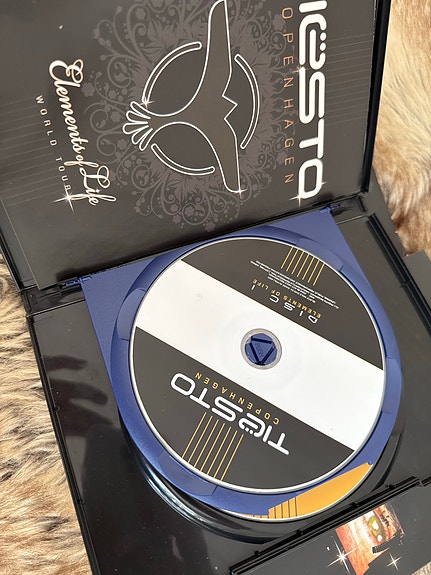 TIËSTO
COPENHAGEN
Elements of Life
WORLD TOUR
TIËSTO
COPENHAGEN
DISC 1
ELEMENTS OF LIFE